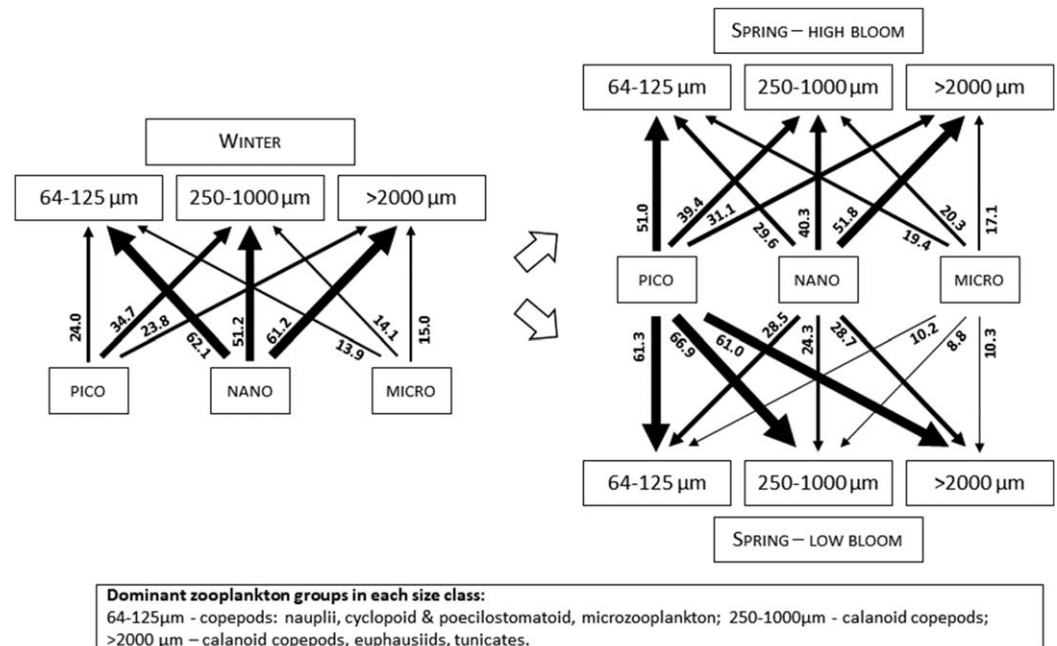 SPRING – HIGH BLOOM
64-125 µm 250-1000 µm >2000 µm
51.0 39.4 31.1 29.6 40.3 51.8 19.4 20.3 17.1
PICO NANO MICRO
61.3 66.9 61.0 28.5 24.3 28.7 10.2 8.8 10.3
64-125 µm 250-1000 µm >2000 µm
SPRING – LOW BLOOM
WINTER
64-125 µm 250-1000 µm >2000 µm
24.0 34.7 23.8 62.1 51.2 61.2 13.9 14.1 15.0
PICO NANO MICRO
Dominant zooplankton groups in each size class:
64-125µm - copepods: nauplii, cyclopoid & poecilostomatoid, microzooplankton; 250-1000µm - calanoid copepods;
>2000 µm – calanoid copepods, euphausiids, tunicates.